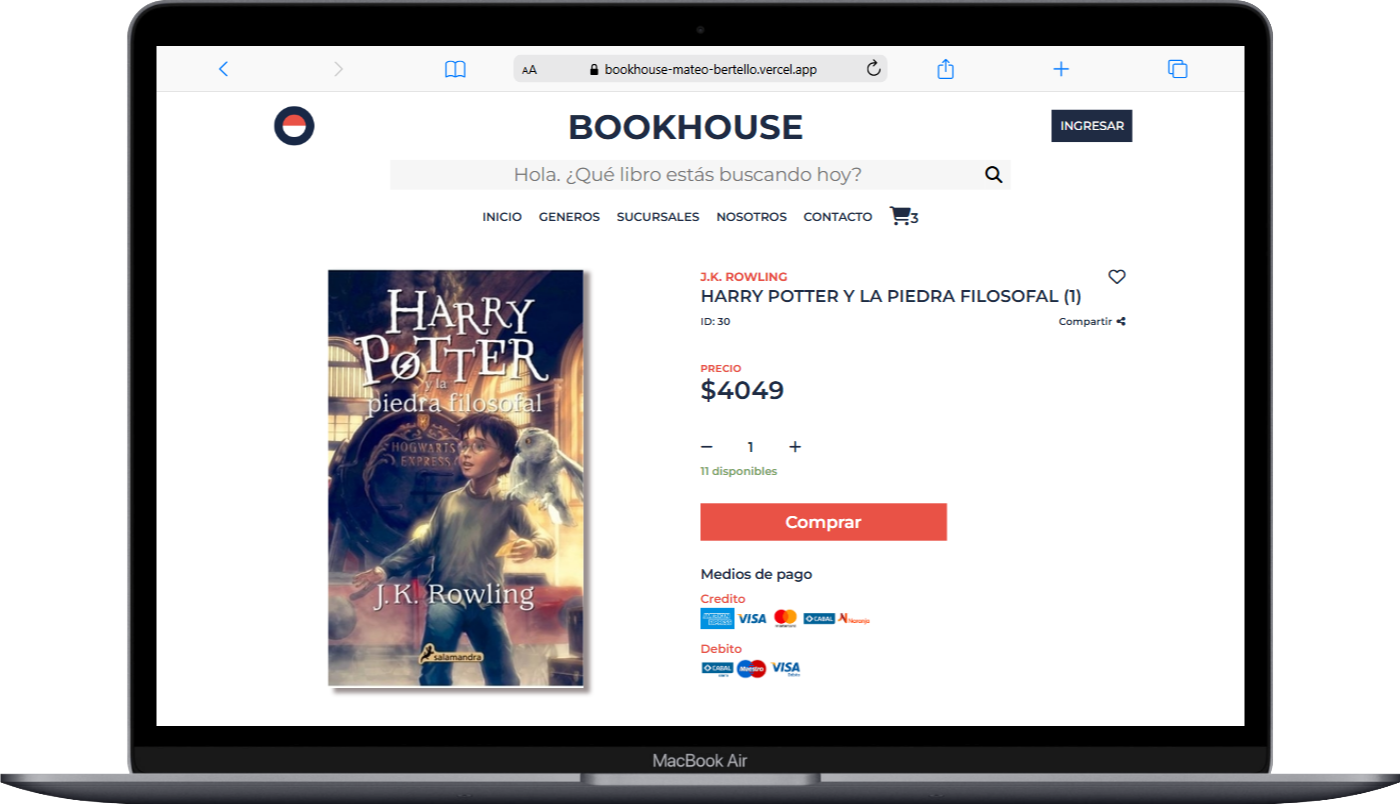 AA bookhouse-mateo-bertello.vercel.app
BOOKHOUSE
INGRESAR
Hola. ¿Qué libro estás buscando hoy?
INICIO GENEROS SUCURSALES NOSOTROS CONTACTO 3
HARRY
POTTER
y la
piedra filosofal
HOGWARTS
EXPRESS
J.K. Rowling
salamandra
J.K. ROWLING
HARRY POTTER Y LA PIEDRA FILOSOFAL (1)
ID: 30
Compartir
PRECIO
$4049
− 1 +
11 disponibles
Comprar
Medios de pago
Credito
AMERICAN EXPRESS VISA CABAL Naranja
Debito
CABAL Maestro VISA
MacBook Air